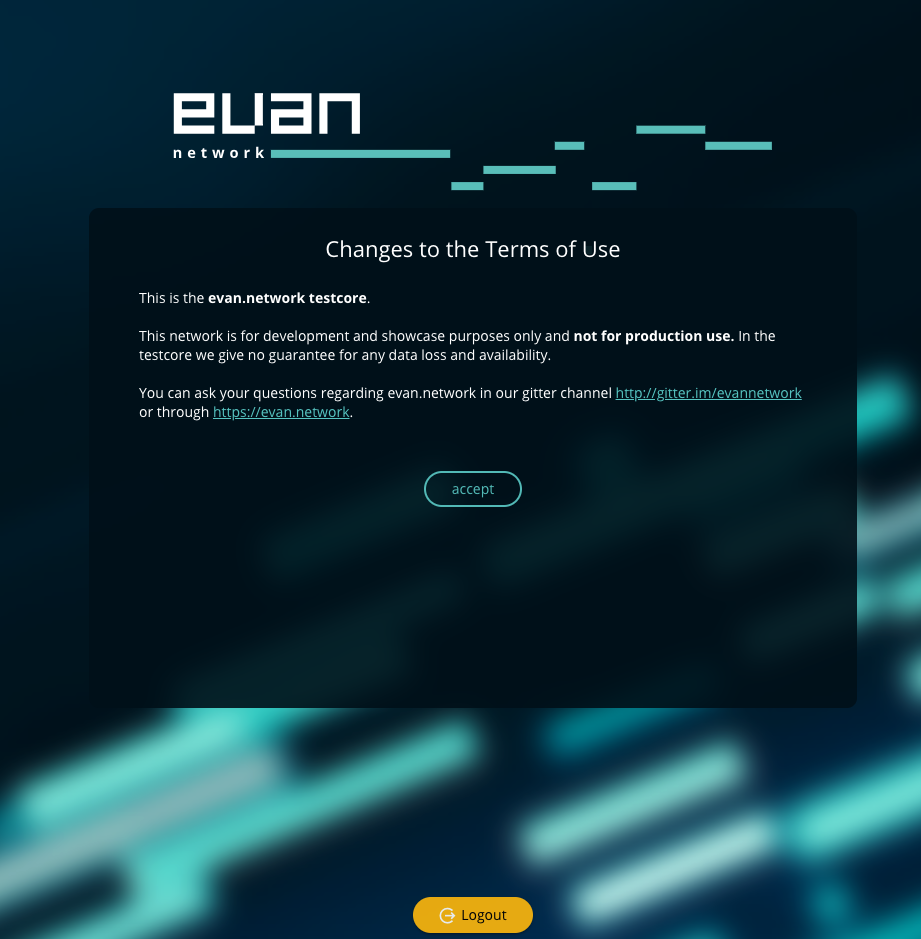 evan
network
Changes to the Terms of Use
This is the evan.network testcore.
This network is for development and showcase purposes only and not for production use. In the
testcore we give no guarantee for any data loss and availability.
You can ask your questions regarding evan.network in our gitter channel http://gitter.im/evannetwork
or through https://evan.network.
accept
Logout